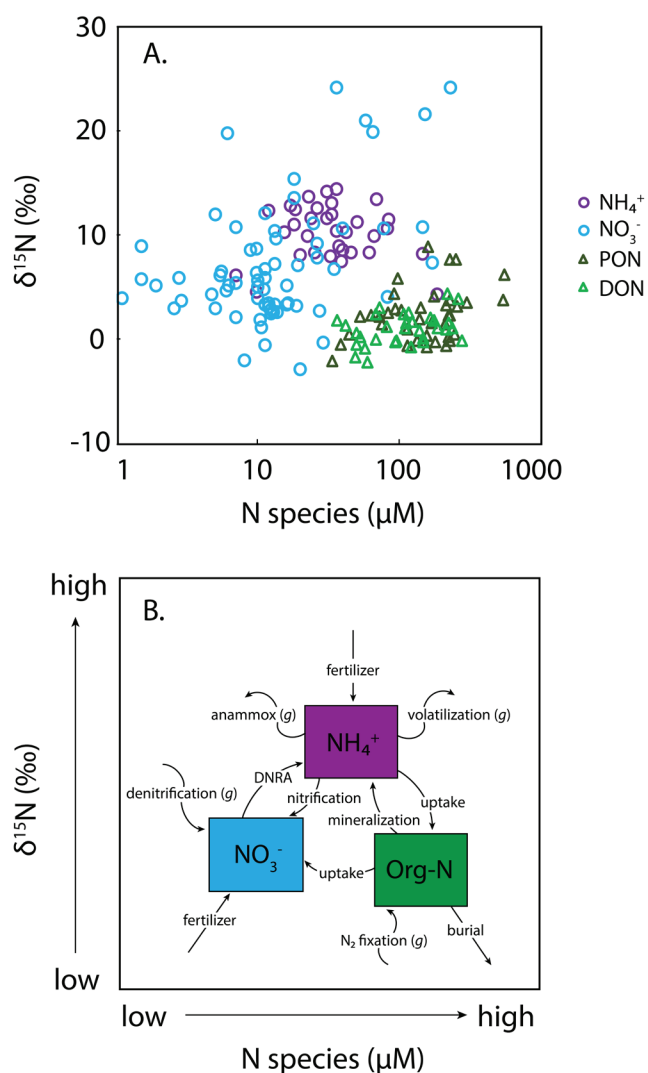 A.
30
20
10
0
-10
δ¹⁵N (‰)
1
10
100
1000
N species (µM)
NH₄⁺
NO₃⁻
PON
DON
B.
high
low
δ¹⁵N (‰)
fertilizer
anammox (g)
volatilization (g)
NH₄⁺
DNRA
denitrification (g)
nitrification
uptake
mineralization
NO₃⁻
uptake
Org-N
fertilizer
N₂ fixation (g)
burial
low
high
N species (µM)